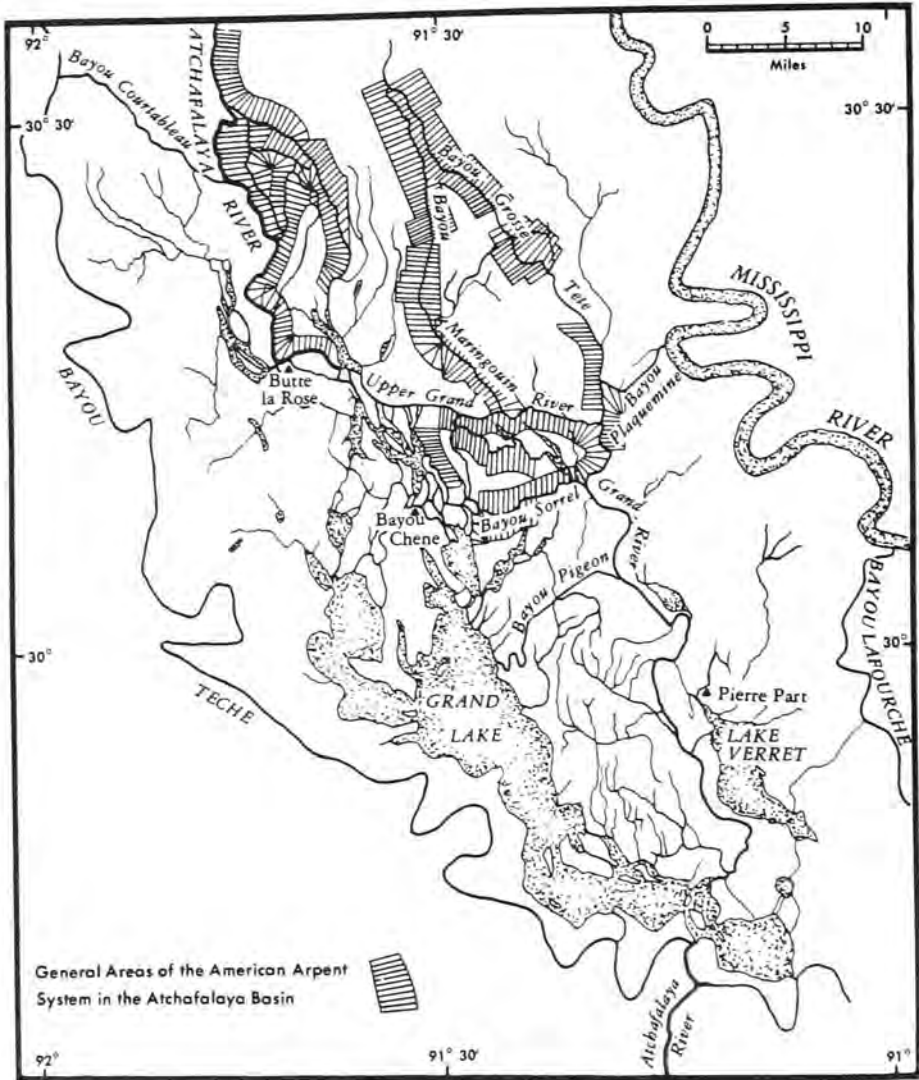 92°
91° 30'
0 5 10
Miles
ATCHAFALAYA
RIVER
Bayou Courtableau
30° 30'
30° 30'
Bayou
Grosse
Tete
Bayou
Maringouin
MISSISSIPPI
RIVER
BAYOU
TECHE
Butte
la Rose
Upper Grand
River
Bayou
Plaquemine
Bayou
Chene
Bayou Sorrel
Grand
River
Bayou Pigeon
BAYOU LAFOURCHE
30°
30°
GRAND
LAKE
Pierre Part
LAKE
VERRET
General Areas of the American Arpent
System in the Atchafalaya Basin
Atchafalaya
River
92°
91° 30'
91°